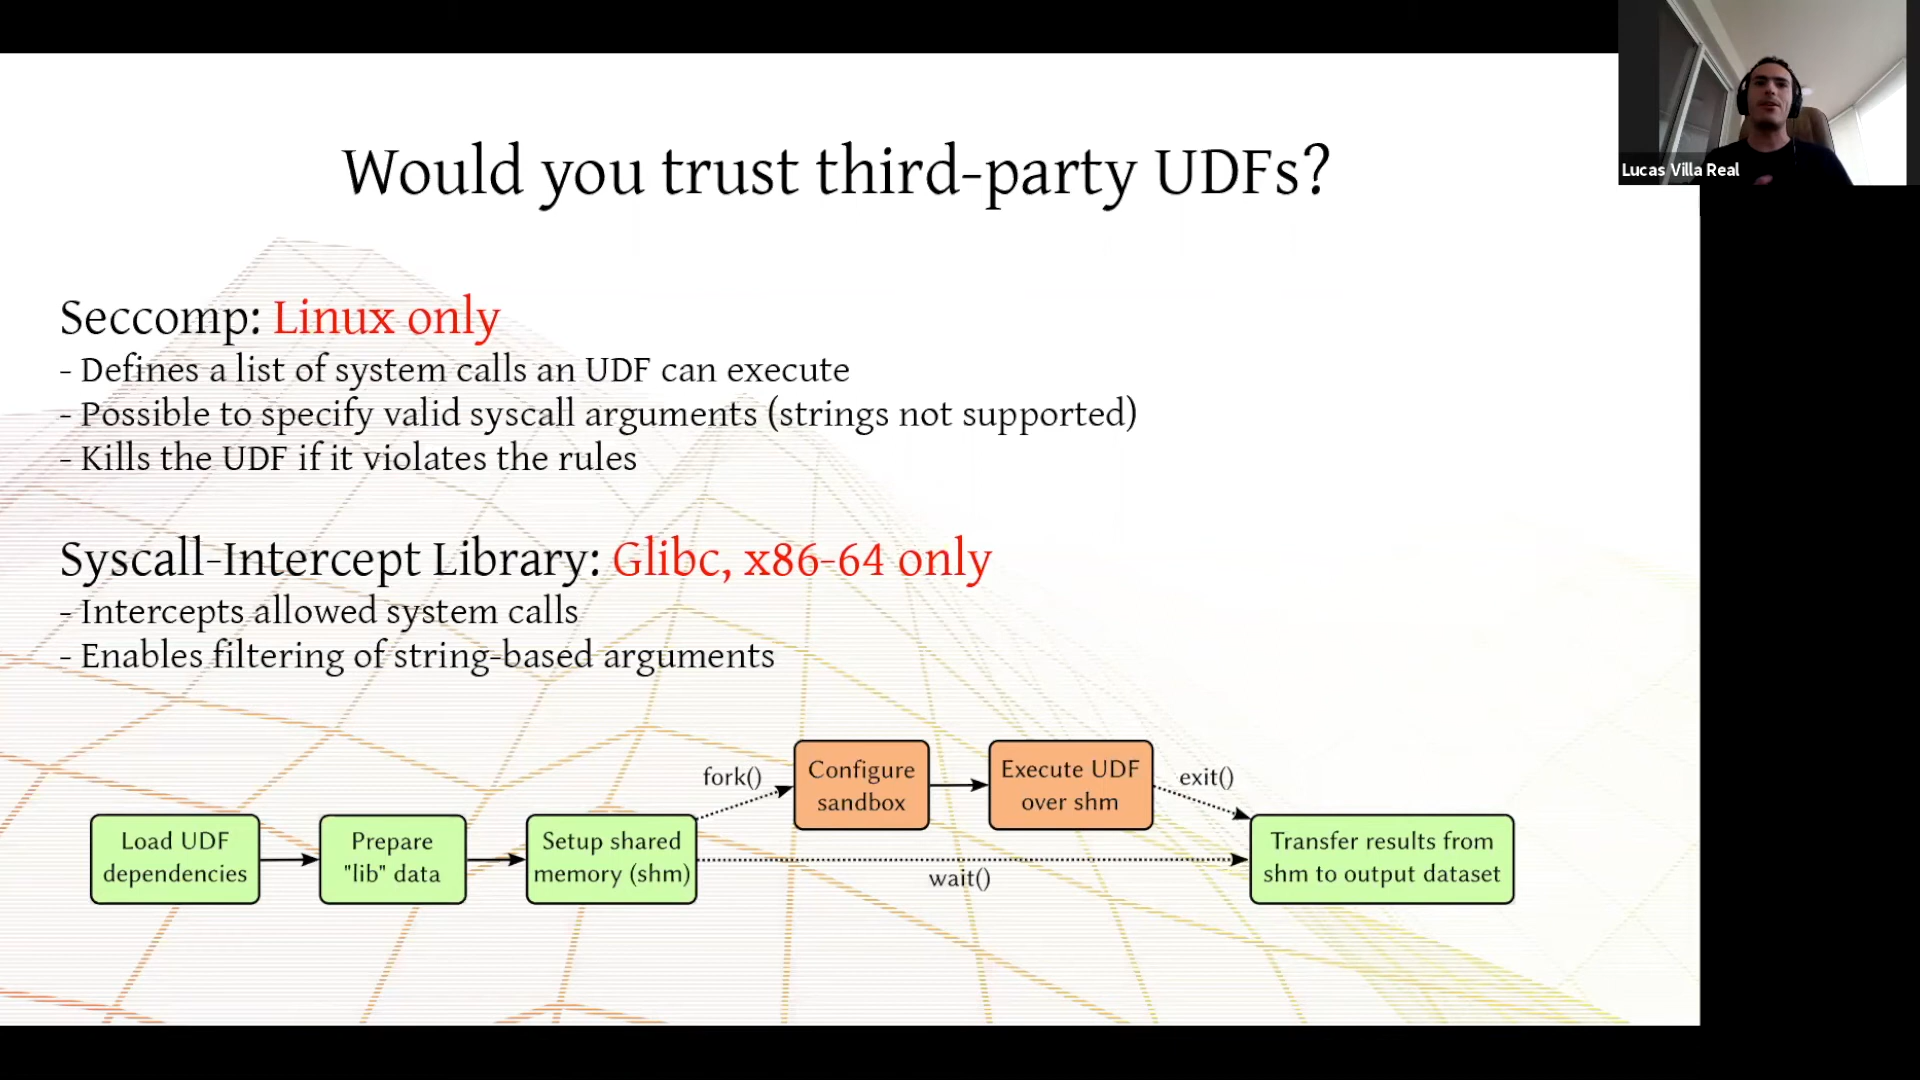 Lucas Villa Real
Would you trust third-party UDFs?
Seccomp: Linux only
- Defines a list of system calls an UDF can execute
- Possible to specify valid syscall arguments (strings not supported)
- Kills the UDF if it violates the rules
Syscall-Intercept Library: Glibc, x86-64 only
- Intercepts allowed system calls
- Enables filtering of string-based arguments
Load UDF
dependencies
Prepare
"lib" data
Setup shared
memory (shm)
fork()
Configure
sandbox
Execute UDF
over shm
exit()
wait()
Transfer results from
shm to output dataset